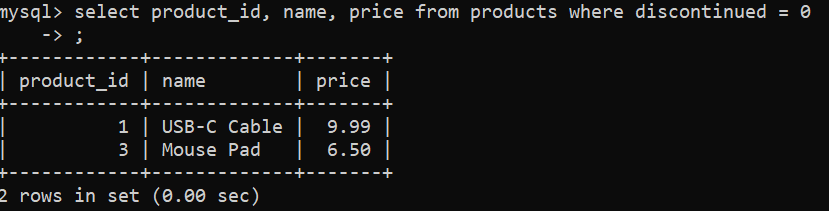 mysql> select product_id, name, price from products where discontinued = 0
    -> ;
+------------+-------------+-------+
| product_id | name        | price |
+------------+-------------+-------+
|          1 | USB-C Cable |  9.99 |
|          3 | Mouse Pad   |  6.50 |
+------------+-------------+-------+
2 rows in set (0.00 sec)